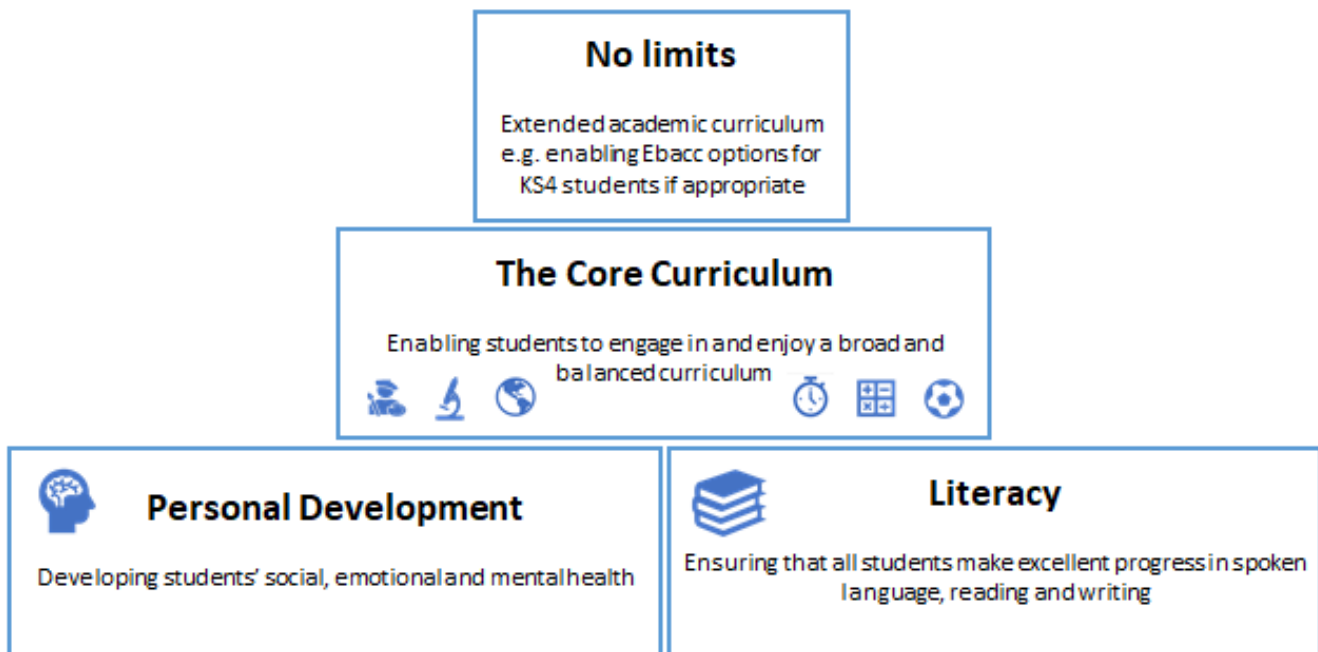 No limits
Extended academic curriculum
e.g. enabling Ebacc options for
KS4 students if appropriate
The Core Curriculum
Enabling students to engage in and enjoy a broad and
balanced curriculum
Personal Development
Developing students’ social, emotional and mental health
Literacy
Ensuring that all students make excellent progress in spoken
language, reading and writing